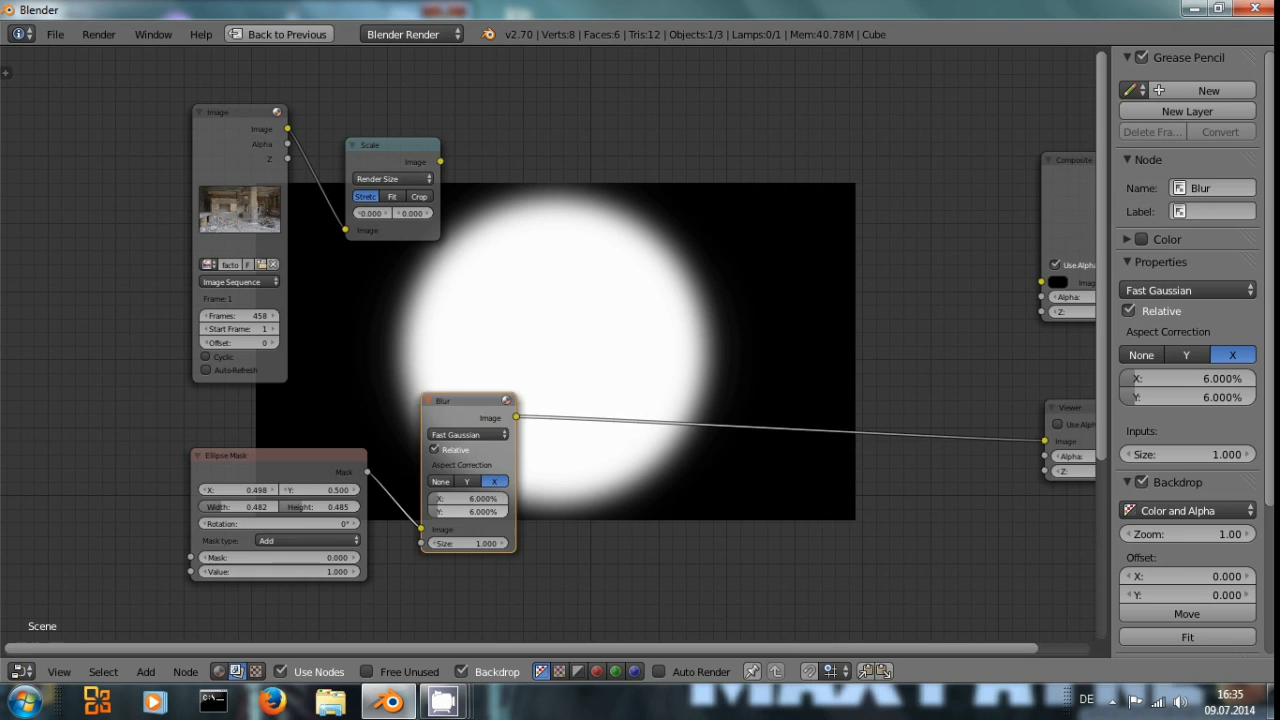 Blender
File Render Window Help Back to Previous Blender Render v2.70 | Verts:8 | Faces:6 | Tris:12 | Objects:1/3 | Lamps:0/1 | Mem:40.78M | Cube
Image
Image
Alpha
Z
facto F
Image Sequence
Frame: 1
Frames: 458
Start Frame: 1
Offset: 0
Cyclic
Auto-Refresh
Scale
Image
Render Size
Stretc Fit Crop
0.000 0.000
Image
Ellipse Mask
Mask
X: 0.498 Y: 0.500
Width: 0.482 Height: 0.485
Rotation: 0°
Mask type: Add
Mask: 0.000
Value: 1.000
Blur
Image
Fast Gaussian
Relative
Aspect Correction
None Y X
X: 6.000%
Y: 6.000%
Image
Size: 1.000
Composite
Use Alpha
Imag
Alpha:
Z:
Viewer
Use Alph
Image
Alpha:
Z:
Grease Pencil
New
New Layer
Delete Fra... Convert
Node
Name: Blur
Label:
Color
Properties
Fast Gaussian
Relative
Aspect Correction
None Y X
X: 6.000%
Y: 6.000%
Inputs:
Size: 1.000
Backdrop
Color and Alpha
Zoom: 1.00
Offset:
X: 0.000
Y: 0.000
Move
Fit
Scene
View Select Add Node Use Nodes Free Unused Backdrop Auto Render
DE 16:35
09.07.2014